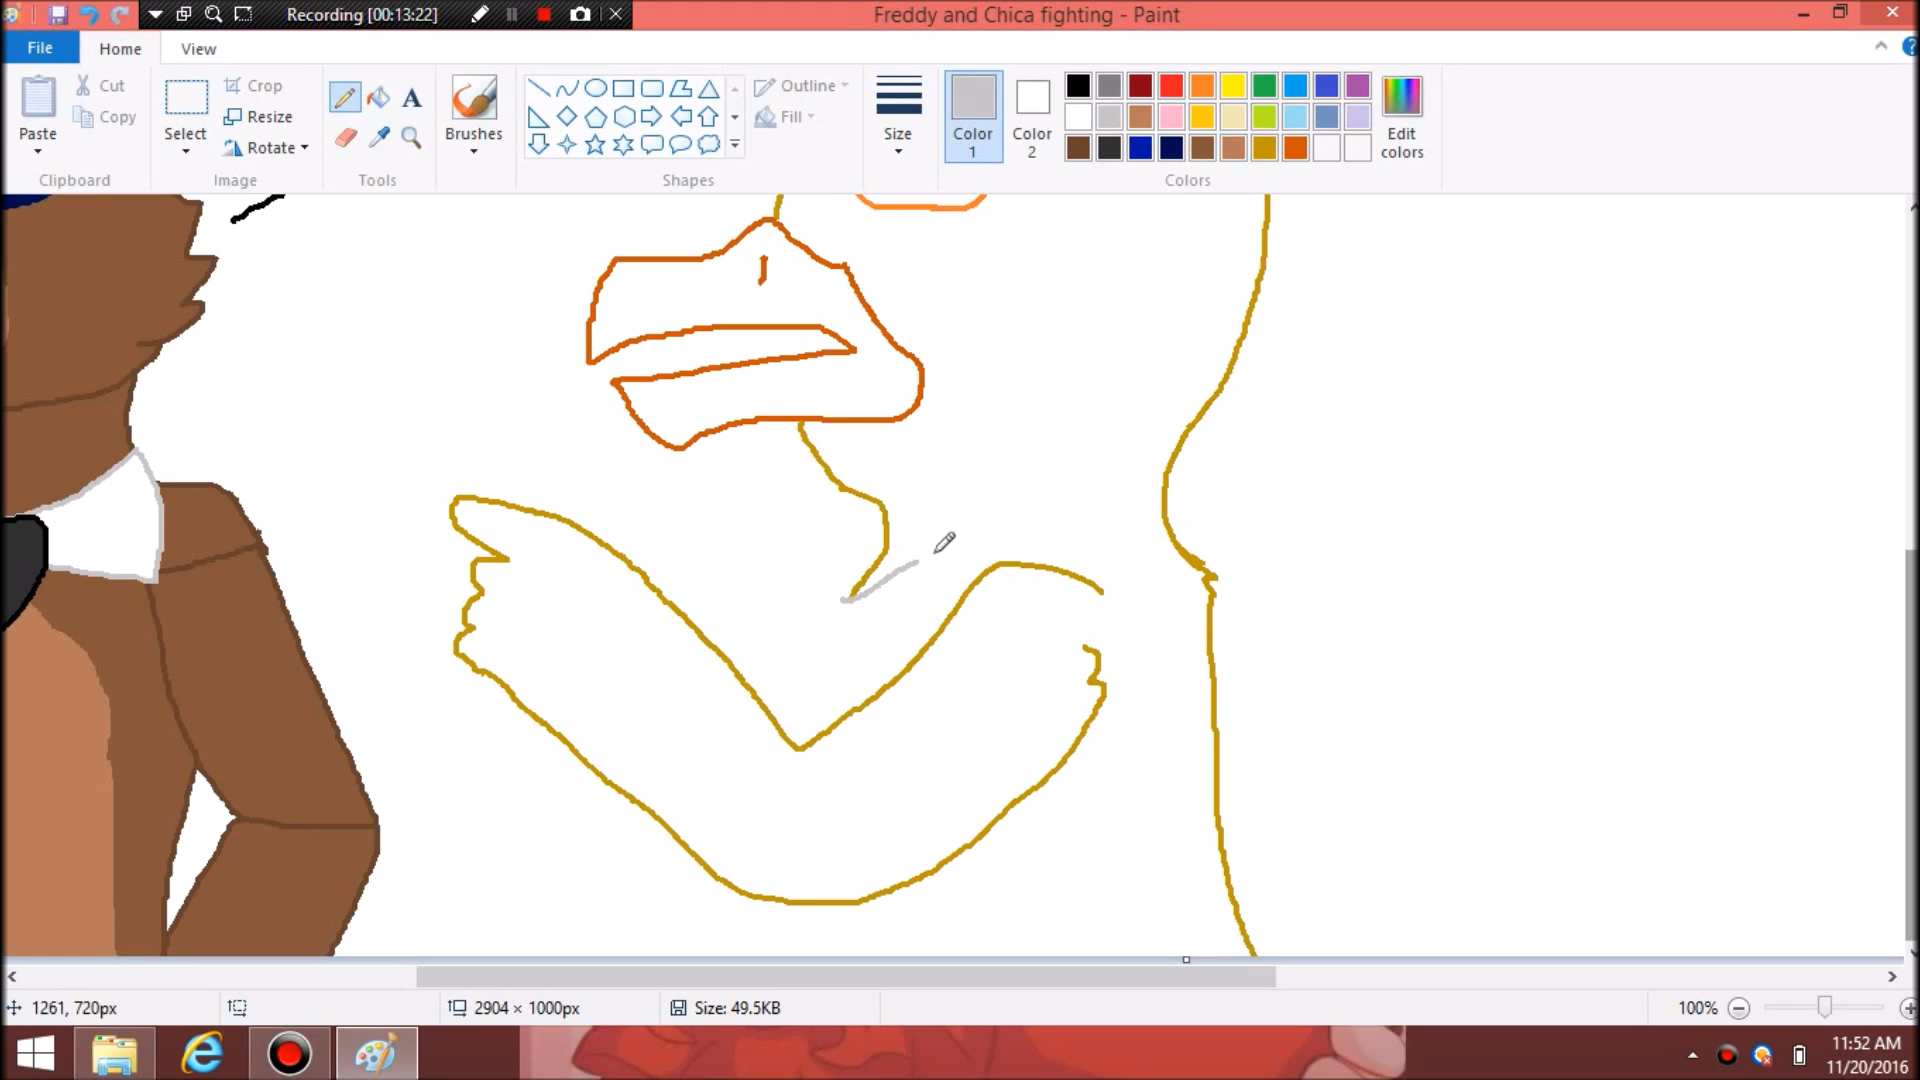 Recording [00:13:22]
Freddy and Chica fighting - Paint
File
Home
View
Paste
Cut
Copy
Clipboard
Select
Crop
Resize
Rotate
Image
A
Tools
Brushes
Outline
Fill
Shapes
Size
Color 1
Color 2
Edit colors
Colors
1261, 720px
2904 × 1000px
Size: 49.5KB
100%
11:52 AM
11/20/2016